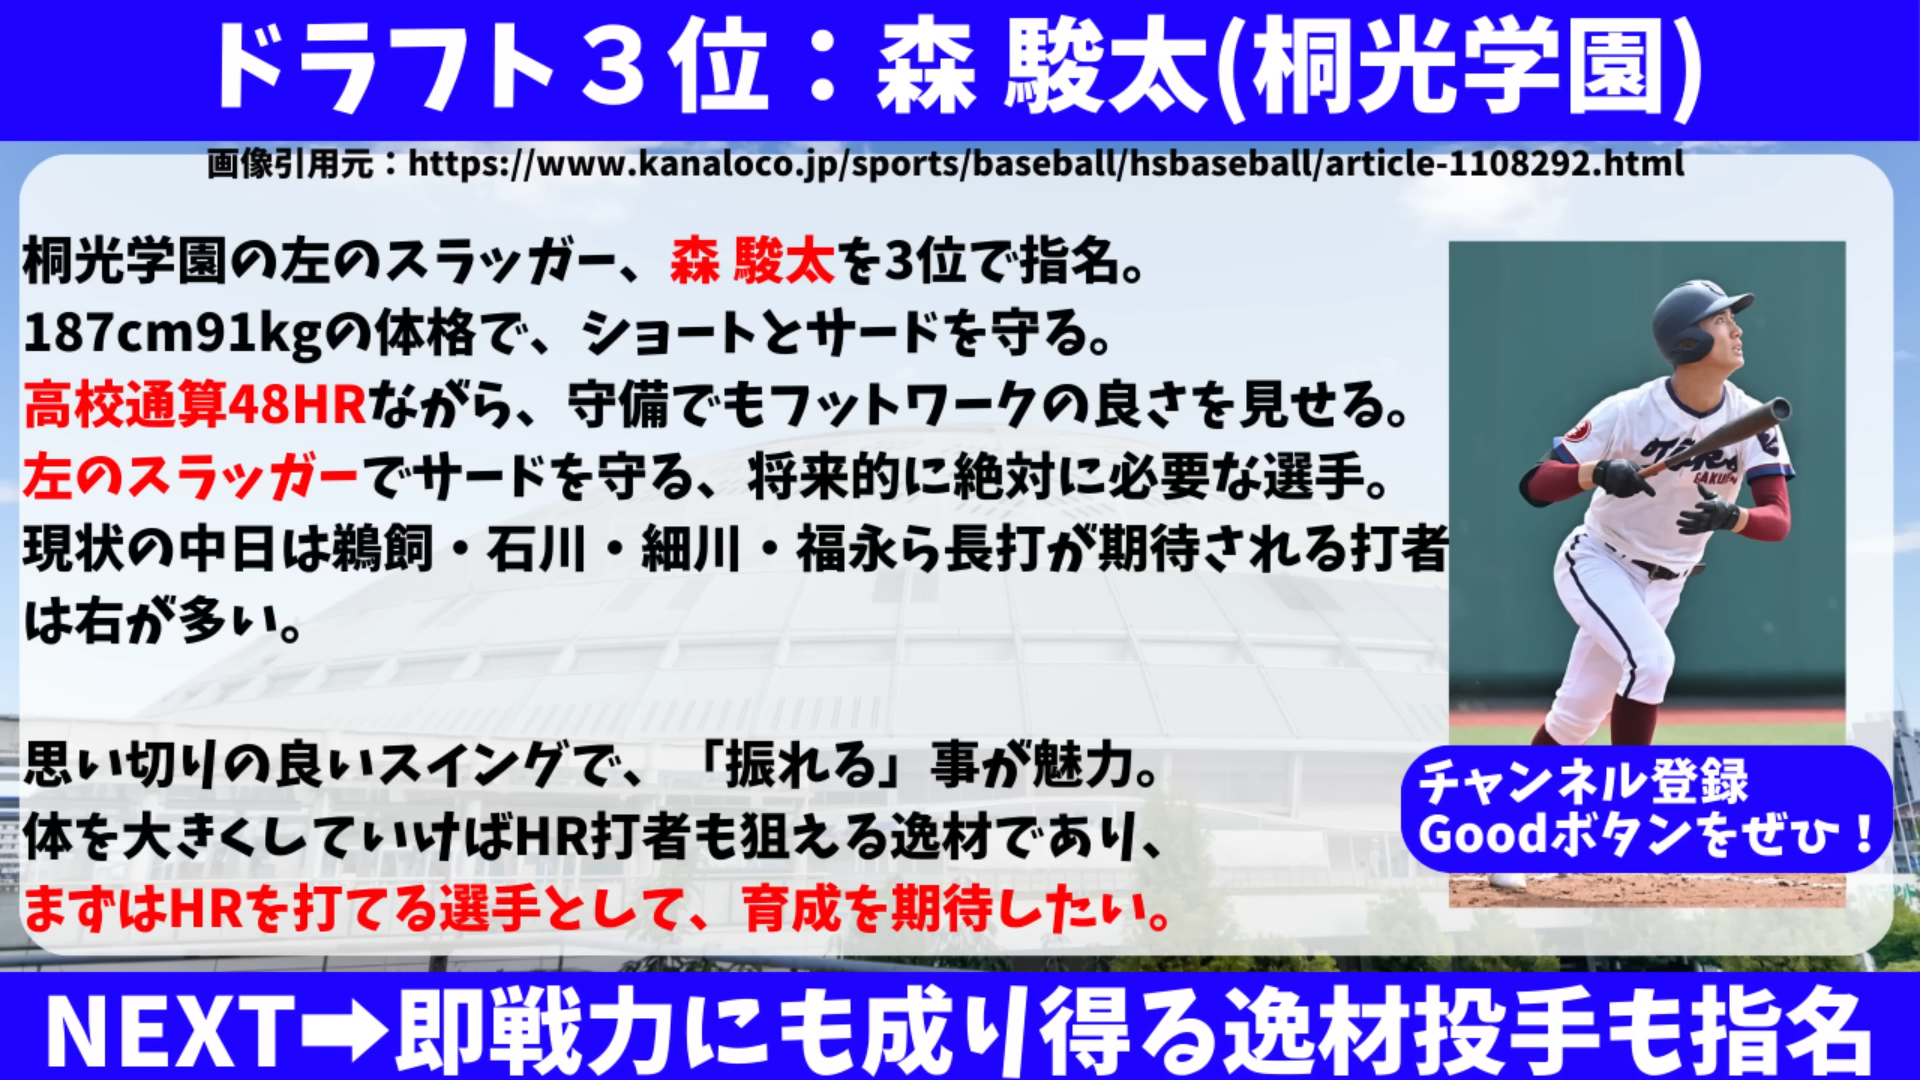 ドラフト３位：森 駿太(桐光学園)
画像引用元：https://www.kanaloco.jp/sports/baseball/hsbaseball/article-1108292.html
桐光学園の左のスラッガー、森 駿太を3位で指名。
187cm91kgの体格で、ショートとサードを守る。
高校通算48HRながら、守備でもフットワークの良さを見せる。
左のスラッガーでサードを守る、将来的に絶対に必要な選手。
現状の中日は鵜飼・石川・細川・福永ら長打が期待される打者
は右が多い。
思い切りの良いスイングで、「振れる」事が魅力。
体を大きくしていけばHR打者も狙える逸材であり、
まずはHRを打てる選手として、育成を期待したい。
チャンネル登録
Goodボタンをぜひ！
NEXT➡即戦力にも成り得る逸材投手も指名